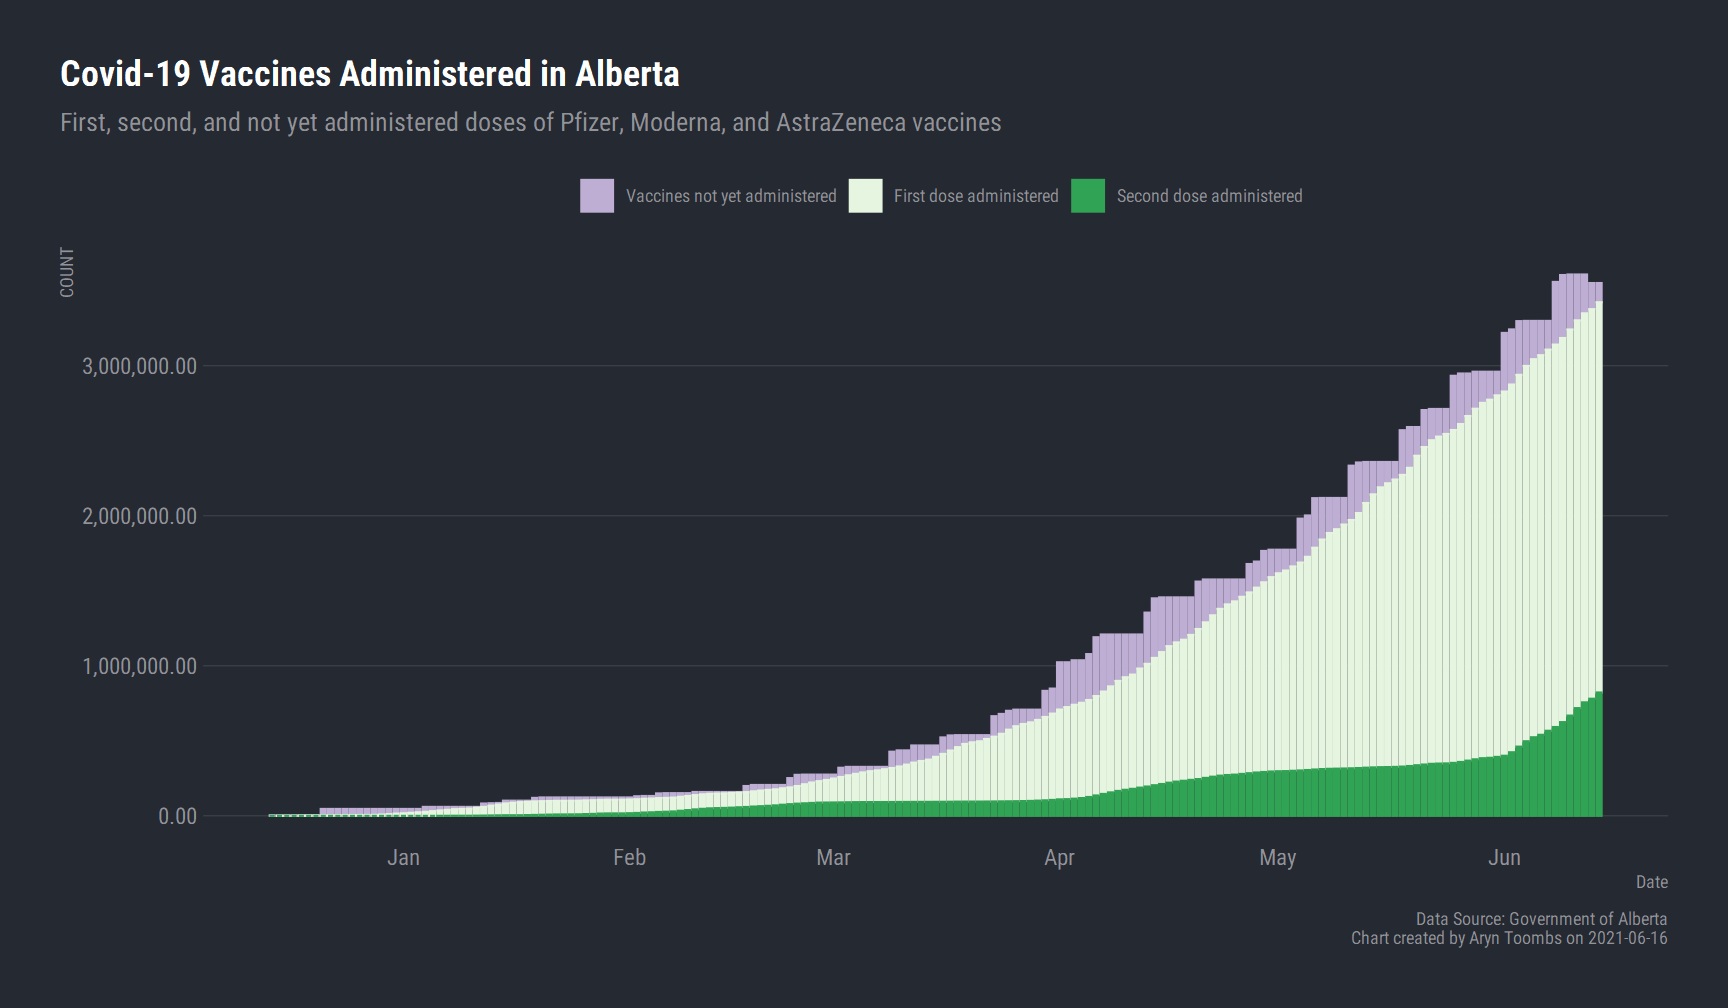 Covid-19 Vaccines Administered in Alberta
First, second, and not yet administered doses of Pfizer, Moderna, and AstraZeneca vaccines
Vaccines not yet administered
First dose administered
Second dose administered
COUNT
3,000,000.00
2,000,000.00
1,000,000.00
0.00
Jan
Feb
Mar
Apr
May
Jun
Date
Data Source: Government of Alberta
Chart created by Aryn Toombs on 2021-06-16